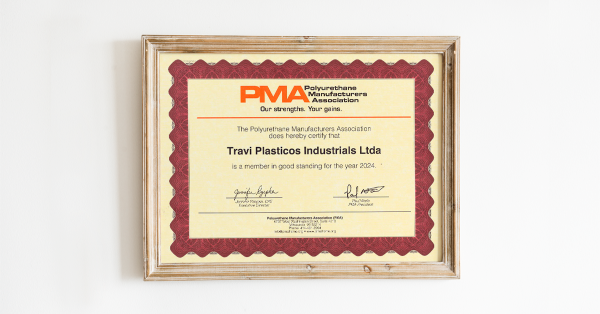 PMA Polyurethane
Manufacturers
Association
Our strengths. Your gains.
The Polyurethane Manufacturers Association
does hereby certify that
Travi Plasticos Industrials Ltda
is a member in good standing for the year 2024.
Executive Director
PMA President
Polyurethane Manufacturers Association (PMA)